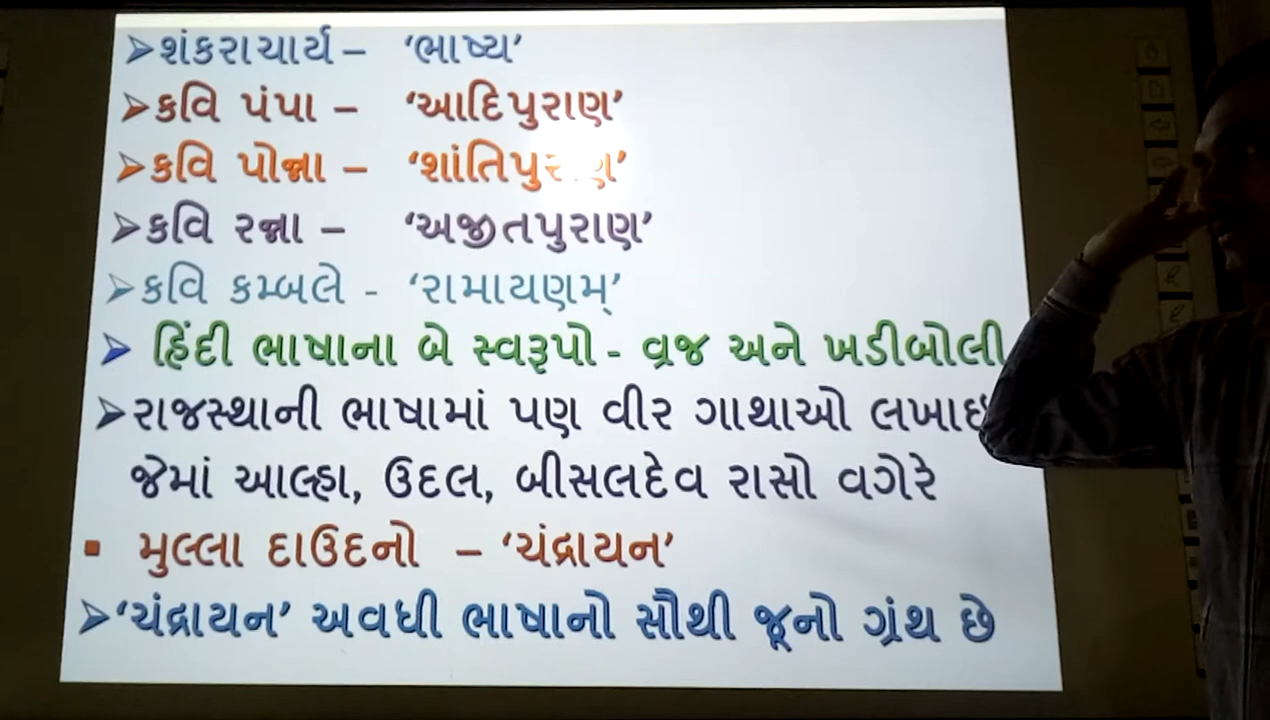 ➢શંકરાચાર્ય – ‘ભાષ્ય’
➢કવિ પંપા – ‘આદિપુરાણ’
➢કવિ પોન્ના – ‘શાંતિપુરાણ’
➢કવિ રન્ના – ‘અજીતપુરાણ’
➢કવિ કમ્બલે - ‘રામાયણમ્’
➢ હિંદી ભાષાના બે સ્વરૂપો - વ્રજ અને ખડીબોલી
➢રાજસ્થાની ભાષામાં પણ વીર ગાથાઓ
જેમાં આલ્હા, ઉદલ, બીસલદેવ રાસો વગેરે
▪ મુલ્લા દાઉદનો – ‘ચંદ્રાયન’
➢‘ચંદ્રાયન’ અવધી ભાષાનો સૌથી જૂનો ગ્રંથ છે